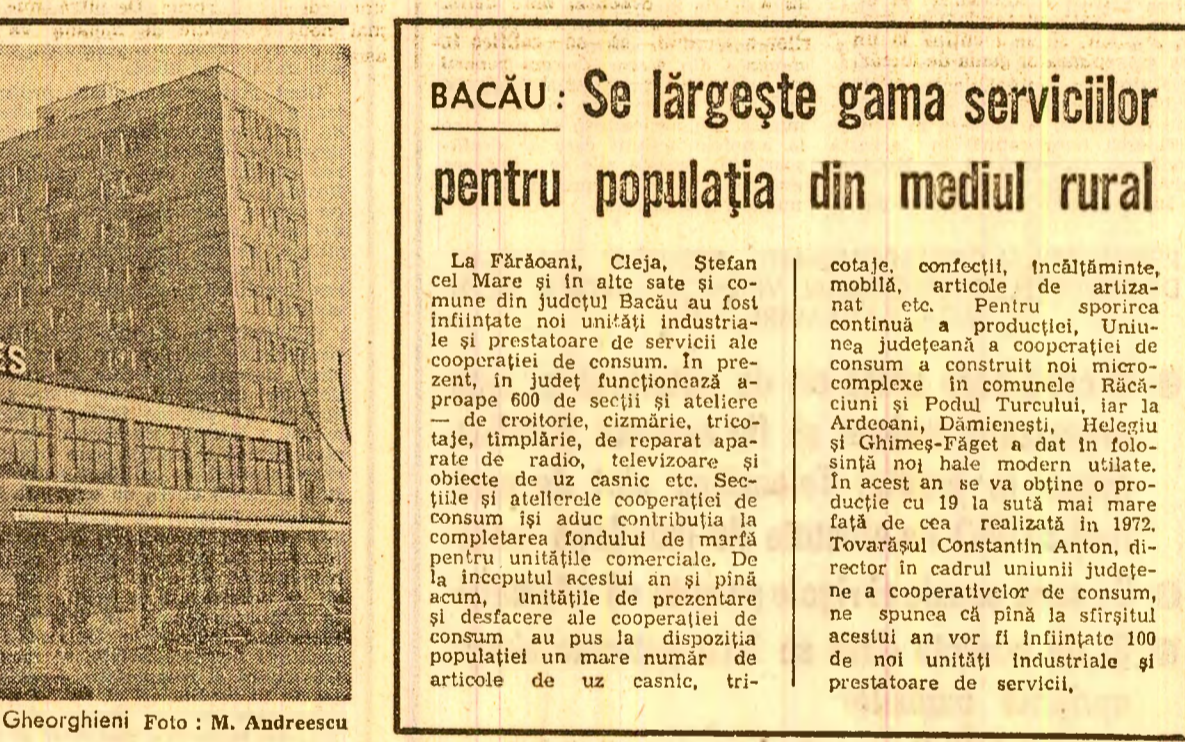 BACĂU: Se lărgeşte gama serviciilor
pentru populaţia din mediul rural
La Fărăoani, Cleja, Ştefan
cel Mare şi în alte sate şi co-
mune din judeţul Bacău au fost
înfiinţate noi unităţi industria-
le şi prestatoare de servicii ale
cooperaţiei de consum. În pre-
zent, în judeţ funcţionează a-
proape 600 de secţii şi ateliere
— de croitorie, cizmărie, trico-
taje, tîmplărie, de reparat apa-
rate de radio, televizoare şi
obiecte de uz casnic etc. Sec-
ţiile şi atelierele cooperaţiei de
consum îşi aduc contribuţia la
completarea fondului de marfă
pentru unităţile comerciale. De
la începutul acestui an şi pînă
acum, unităţile de prezentare
şi desfacere ale cooperaţiei de
consum au pus la dispoziţia
populaţiei un mare număr de
articole de uz casnic, tri-
cotaje, confecţii, încălţăminte,
mobilă, articole de artiza-
nat etc. Pentru sporirea
continuă a producţiei, Uniu-
nea judeţeană a cooperaţiei de
consum a construit noi micro-
complexe în comunele Răcă-
ciuni şi Podul Turcului, iar la
Ardeoani, Dămieneşti, Helegiu
şi Ghimeş-Făget a dat în folo-
sinţă noi hale modern utilate.
În acest an se va obţine o pro-
ducţie cu 19 la sută mai mare
faţă de cea realizată în 1972.
Tovarăşul Constantin Anton, di-
rector în cadrul uniunii judeţe-
ne a cooperativelor de consum,
ne spunea că pînă la sfîrşitul
acestui an vor fi înfiinţate 100
de noi unităţi industriale şi
prestatoare de servicii.
ES
Gheorghieni Foto : M. Andreescu